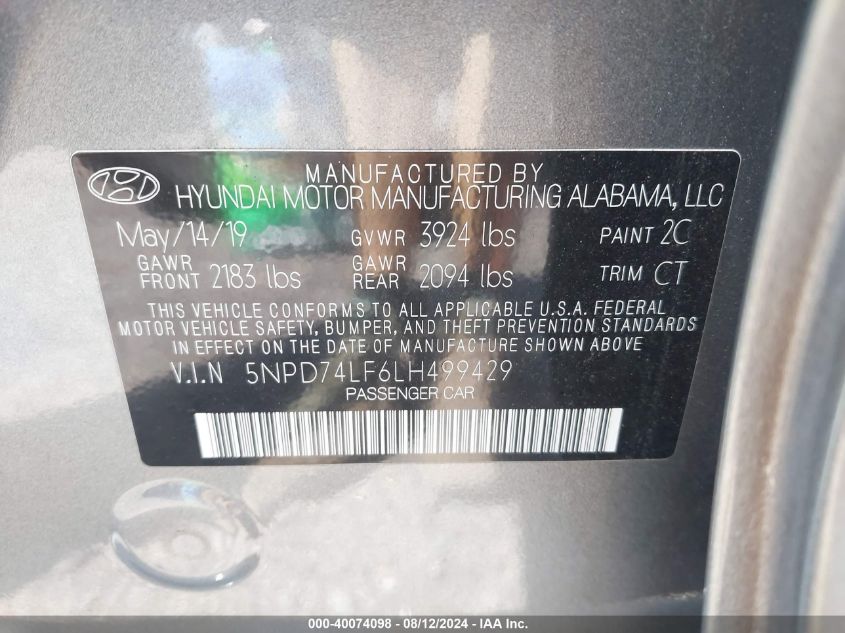 MANUFACTURED BY
HYUNDAI MOTOR MANUFACTURING ALABAMA, LLC
May/14/19 GVWR 3924 lbs PAINT 2C
GAWR FRONT 2183 lbs GAWR REAR 2094 lbs TRIM CT
THIS VEHICLE CONFORMS TO ALL APPLICABLE U.S.A. FEDERAL
MOTOR VEHICLE SAFETY, BUMPER, AND THEFT PREVENTION STANDARDS
IN EFFECT ON THE DATE OF MANUFACTURE SHOWN ABOVE
V.I.N 5NPD74LF6LH499429
PASSENGER CAR
000-40074098 - 08/12/2024 - IAA Inc.